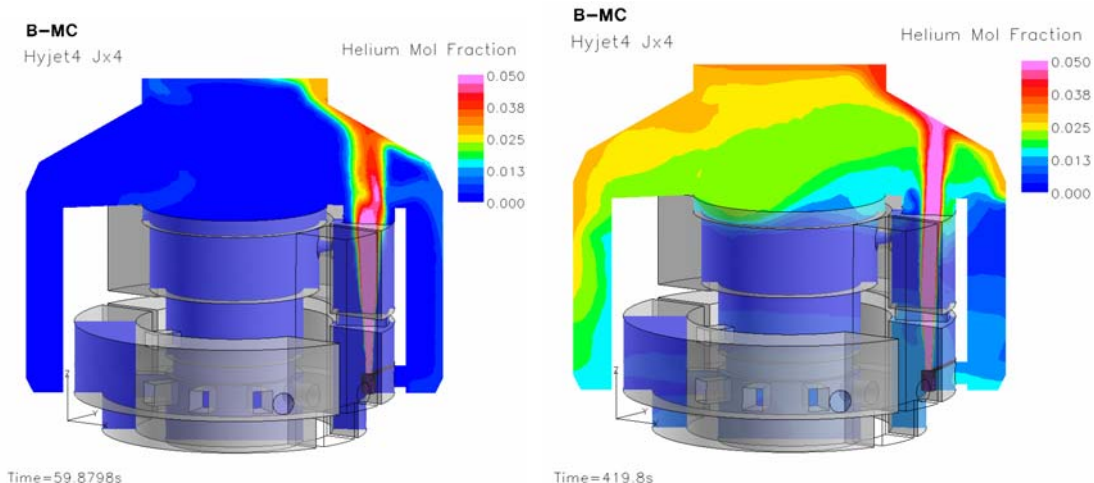 B-MC
Hyjet4 Jx4
Helium Mol Fraction
0.050
0.038
0.025
0.013
0.000
Z
Y
X
Time=59.8798s
B-MC
Hyjet4 Jx4
Helium Mol Fraction
0.050
0.038
0.025
0.013
0.000
Z
Y
X
Time=419.8s